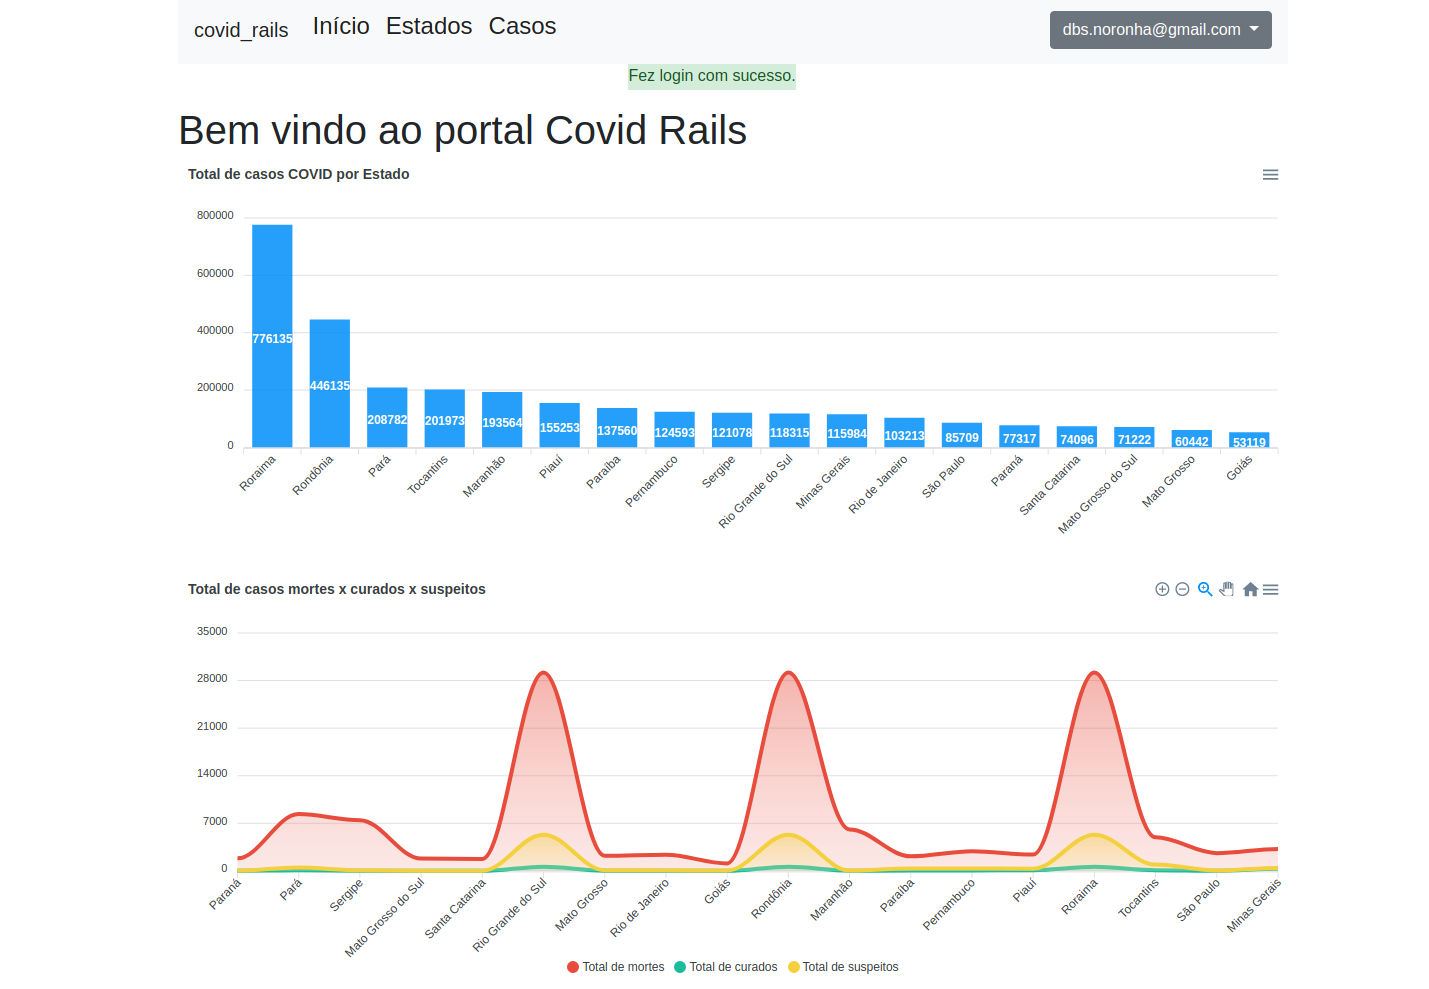 covid_rails Início Estados Casos dbs.noronha@gmail.com
Fez login com sucesso.
Bem vindo ao portal Covid Rails
Total de casos COVID por Estado
800000
600000
400000
200000
0
776135
446135
208782
201973
193564
155253
137560
124593
121078
118315
115984
103213
85709
77317
74096
71222
60442
53119
Roraima
Rondônia
Pará
Tocantins
Maranhão
Piauí
Paraíba
Pernambuco
Sergipe
Rio Grande do Sul
Minas Gerais
Rio de Janeiro
São Paulo
Paraná
Santa Catarina
Mato Grosso do Sul
Mato Grosso
Goiás
Total de casos mortes x curados x suspeitos
35000
28000
21000
14000
7000
0
Paraná
Pará
Sergipe
Mato Grosso do Sul
Santa Catarina
Rio Grande do Sul
Mato Grosso
Rio de Janeiro
Goiás
Rondônia
Maranhão
Paraíba
Pernambuco
Piauí
Roraima
Tocantins
São Paulo
Minas Gerais
Total de mortes Total de curados Total de suspeitos